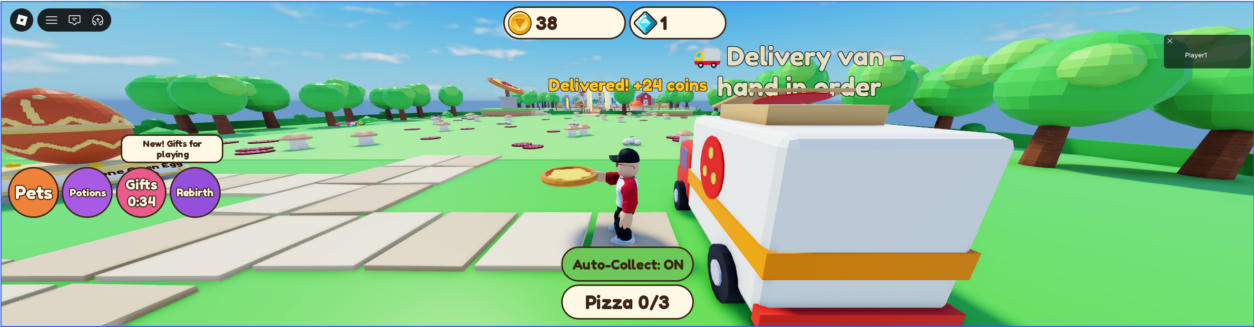 38
1
Delivery van –
hand in order
Delivered! +24 coins
Player1
New! Gifts for
playing
Pets
Potions
Gifts
0:34
Rebirth
Auto-Collect: ON
Pizza 0/3